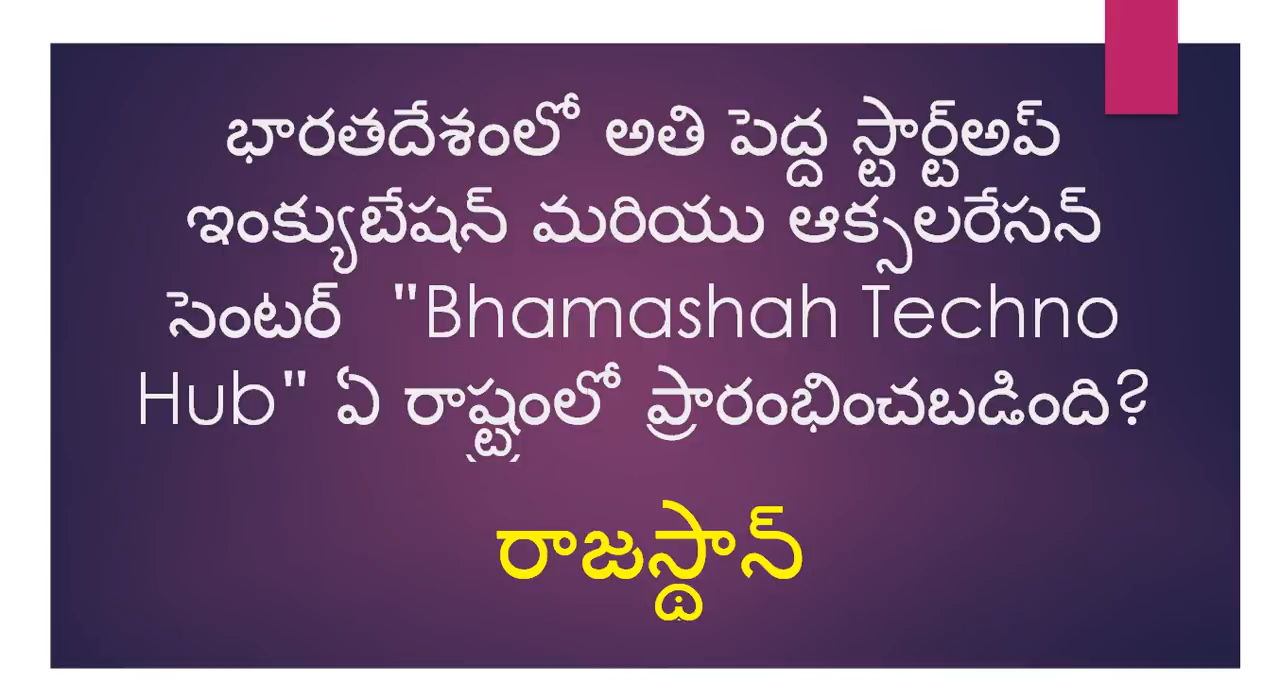 భారతదేశంలో అతి పెద్ద స్టార్ట్అప్
ఇంక్యుబేషన్ మరియు ఆక్సలరేసన్
సెంటర్ "Bhamashah Techno
Hub" ఏ రాష్ట్రంలో ప్రారంభించబడింది?
రాజస్థాన్